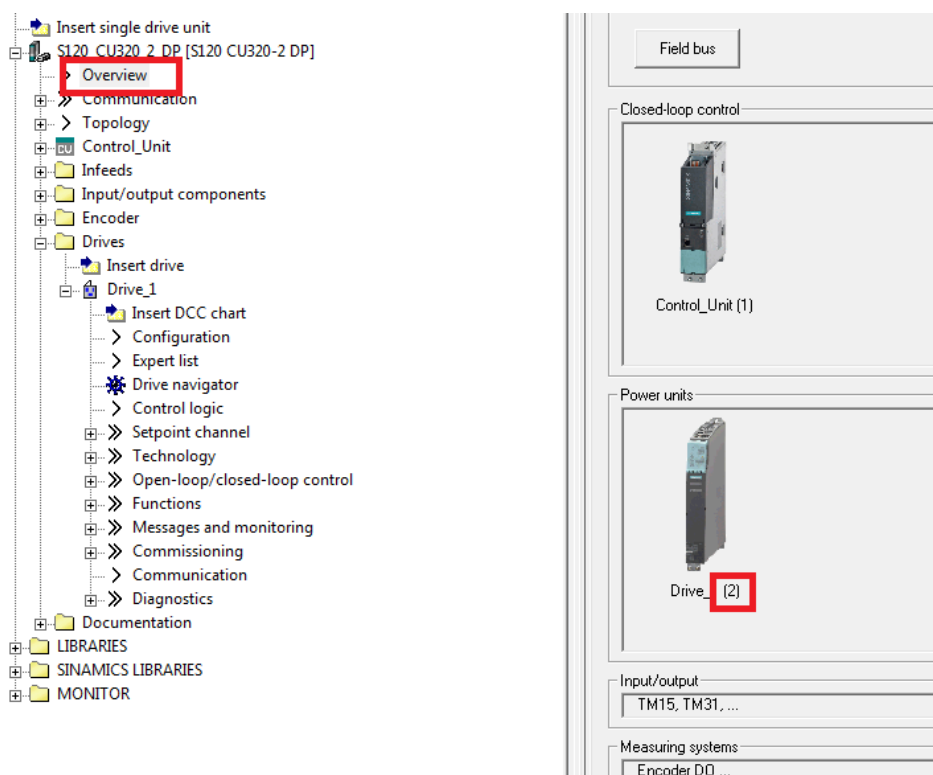 Insert single drive unit
S120_CU320_2_DP [S120 CU320-2 DP]
Overview
Communication
Topology
Control_Unit
Infeeds
Input/output components
Encoder
Drives
Insert drive
Drive_1
Insert DCC chart
Configuration
Expert list
Drive navigator
Control logic
Setpoint channel
Technology
Open-loop/closed-loop control
Functions
Messages and monitoring
Commissioning
Communication
Diagnostics
Documentation
LIBRARIES
SINAMICS LIBRARIES
MONITOR
Field bus
Closed-loop control
Control_Unit (1)
Power units
Drive_ (2)
Input/output
TM15, TM31, ...
Measuring systems
Encoder DO ...